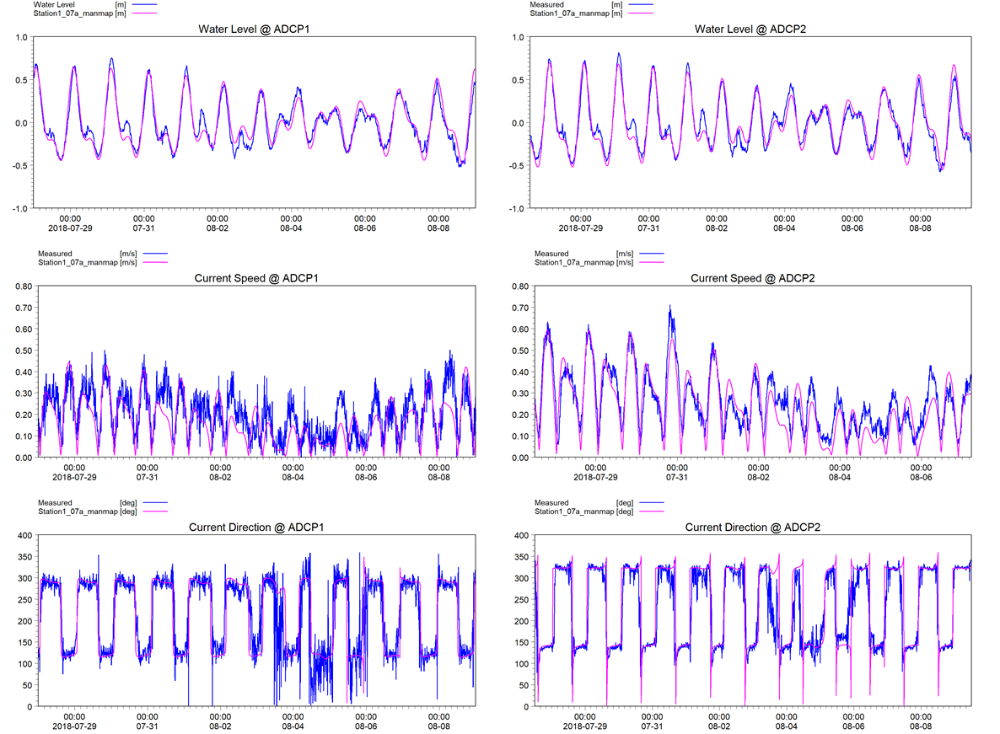 Water Level [m]
Station1_07a_manmap [m]
Water Level @ ADCP1
1.0
0.5
0.0
-0.5
-1.0
00:00 00:00 00:00 00:00 00:00 00:00
2018-07-29 07-31 08-02 08-04 08-06 08-08
Measured [m]
Station1_07a_manmap [m]
Water Level @ ADCP2
1.0
0.5
0.0
-0.5
-1.0
00:00 00:00 00:00 00:00 00:00 00:00
2018-07-29 07-31 08-02 08-04 08-06 08-08
Measured [m/s]
Station1_07a_manmap [m/s]
Current Speed @ ADCP1
0.80
0.70
0.60
0.50
0.40
0.30
0.20
0.10
0.00
00:00 00:00 00:00 00:00 00:00 00:00
2018-07-29 07-31 08-02 08-04 08-06 08-08
Measured [m/s]
Station1_07a_manmap [m/s]
Current Speed @ ADCP2
0.80
0.70
0.60
0.50
0.40
0.30
0.20
0.10
0.00
00:00 00:00 00:00 00:00 00:00
2018-07-29 07-31 08-02 08-04 08-06
Measured [deg]
Station1_07a_manmap [deg]
Current Direction @ ADCP1
400
350
300
250
200
150
100
50
0
00:00 00:00 00:00 00:00 00:00 00:00
2018-07-29 07-31 08-02 08-04 08-06 08-08
Measured [deg]
Station1_07a_manmap [deg]
Current Direction @ ADCP2
400
350
300
250
200
150
100
50
0
00:00 00:00 00:00 00:00 00:00 00:00
2018-07-29 07-31 08-02 08-04 08-06 08-08